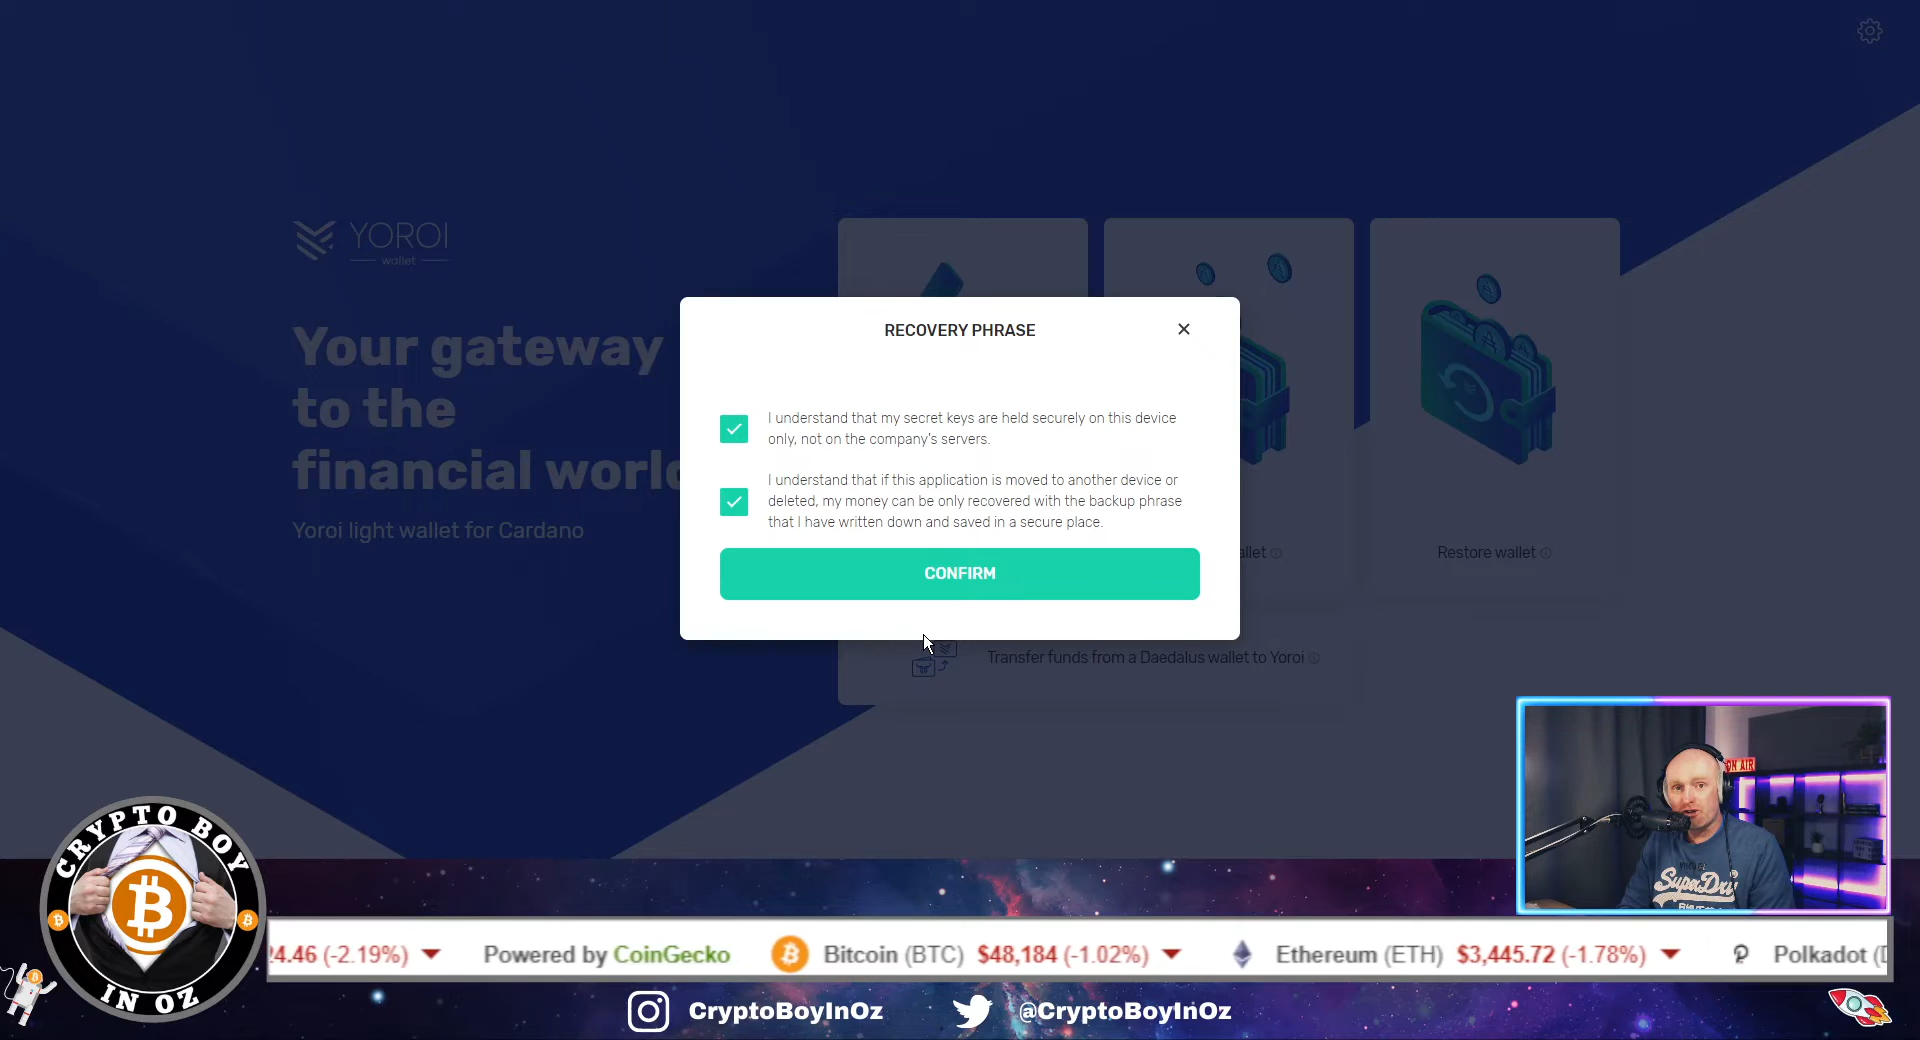 YOROI
wallet
Your gateway
to the
financial world
Yoroi light wallet for Cardano
RECOVERY PHRASE
I understand that my secret keys are held securely on this device
only, not on the company's servers.
I understand that if this application is moved to another device or
deleted, my money can be only recovered with the backup phrase
that I have written down and saved in a secure place.
CONFIRM
allet
Restore wallet
Transfer funds from a Daedalus wallet to Yoroi
CRYPTO BOY
IN OZ
ON AIR
24.46 (-2.19%) Powered by CoinGecko Bitcoin (BTC) $48,184 (-1.02%) Ethereum (ETH) $3,445.72 (-1.78%) Polkadot (D
CryptoBoyInOz @CryptoBoyInOz